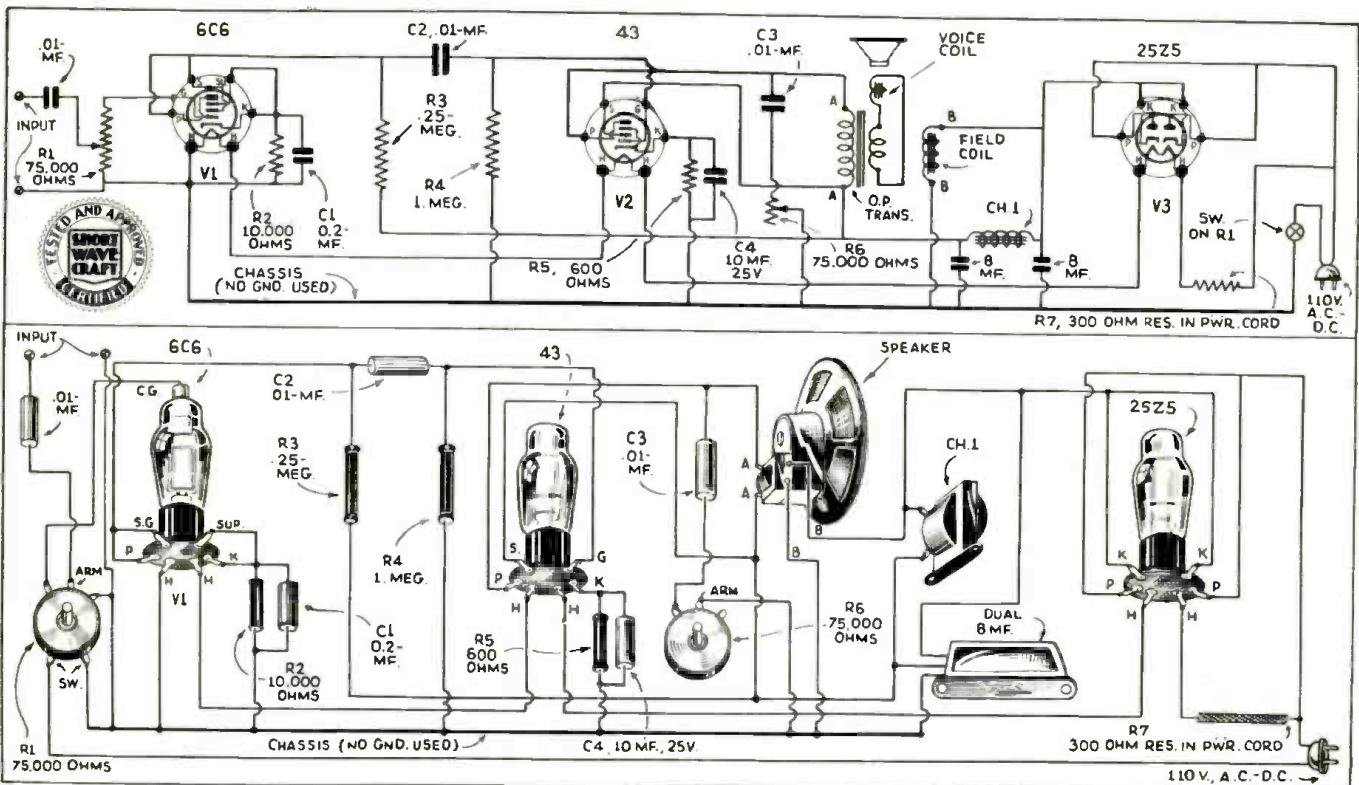 6C6
C2, .01-MF.
43
C3
.01-MF.
VOICE
COIL
25Z5
.01-
MF.
INPUT
R1
75,000
OHMS
G
P
S
K
H
H
V1
R2
10,000
OHMS
C1
0.2-
MF.
R3
.25-
MEG.
R4
1. MEG.
P
S
G
K
H
H
V2
R5, 600
OHMS
C4
10 MF.
25V
A
A
O.P.
TRANS.
R6
75,000 OHMS
B
FIELD
COIL
B
CH.1
8
MF.
8
MF.
K
K
P
P
H
H
V3
SW.
ON R1
110V.
A.C.-
D.C.
TESTED AND APPROVED
SHORT
WAVE
CRAFT
CERTIFIED
CHASSIS
(NO GND. USED)
R7, 300 OHM RES. IN PWR. CORD
INPUT
6C6
C.G
.01-
MF.
C2
.01-MF.
43
SPEAKER
25Z5
R3
.25-
MEG.
C3
.01-
MF.
CH.1
S.G
SUP.
P
K
H
H
V1
ARM
SW.
R1
75,000 OHMS
R2
10,000
OHMS
C1
0.2-
MF.
R4
1. MEG.
S.
G
P
K
H
H
R5
600
OHMS
ARM
A
A
B
B
R6
75,000
OHMS
DUAL
8 MF.
K
K
P
P
H
H
CHASSIS (NO GND. USED)
C4, 10 MF., 25V.
R7
300 OHM RES. IN PWR. CORD
110 V., A.C.-D.C.